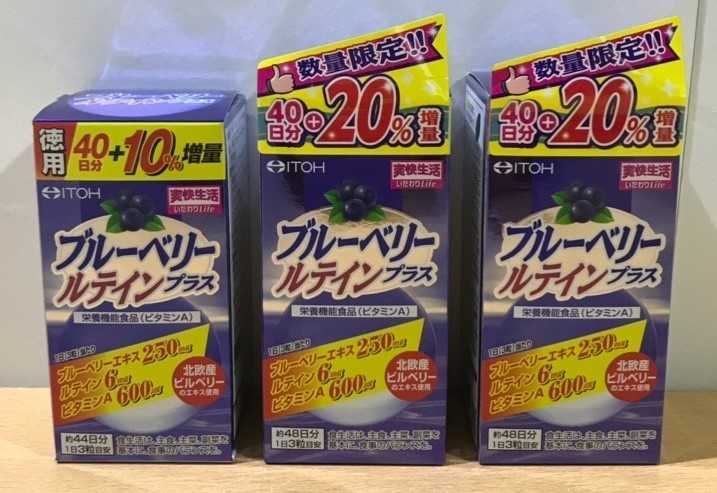 徳用
40日分+10%増量
ITOH
爽快生活
いたわりLife
ブルーベリー
ルテインプラス
栄養機能食品(ビタミンA)
1日(3粒)当たり
ブルーベリーエキス250mg
ルテイン6mg
ビタミンA600μg
北欧産
ビルベリー
のエキス使用
約44日分
1日3粒目安
食生活は、主食、主菜、副菜を
基本に、食事のバランスを。
数量限定!!
40日分+20%増量
ITOH
爽快生活
いたわりLife
ブルーベリー
ルテインプラス
栄養機能食品(ビタミンA)
1日(3粒)当たり
ブルーベリーエキス250mg
ルテイン6mg
ビタミンA600μg
北欧産
ビルベリー
のエキス使用
約48日分
1日3粒目安
食生活は、主食、主菜、副菜を
基本に、食事のバランスを。
数量限定!!
40日分+20%増量
ITOH
爽快生活
いたわりLife
ブルーベリー
ルテインプラス
栄養機能食品(ビタミンA)
1日(3粒)当たり
ブルーベリーエキス250mg
ルテイン6mg
ビタミンA600μg
北欧産
ビルベリー
のエキス使用
約48日分
1日3粒目安
食生活は、主食、主菜、副菜を
基本に、食事のバランスを。